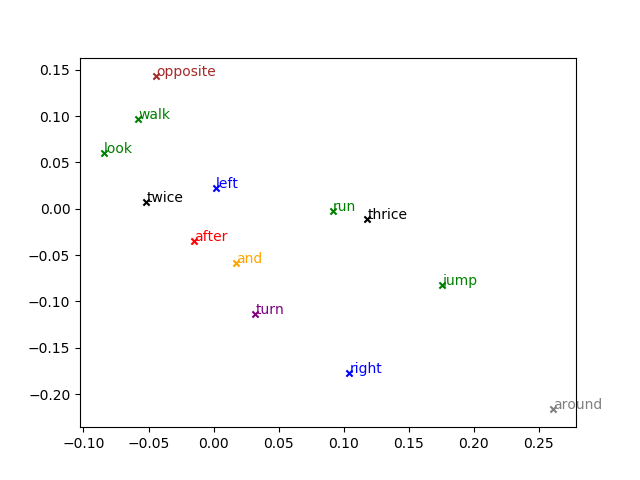 0.15
0.10
0.05
0.00
−0.05
−0.10
−0.15
−0.20
opposite
walk
look
twice
left
run
thrice
after
and
jump
turn
right
around
−0.10 −0.05 0.00 0.05 0.10 0.15 0.20 0.25